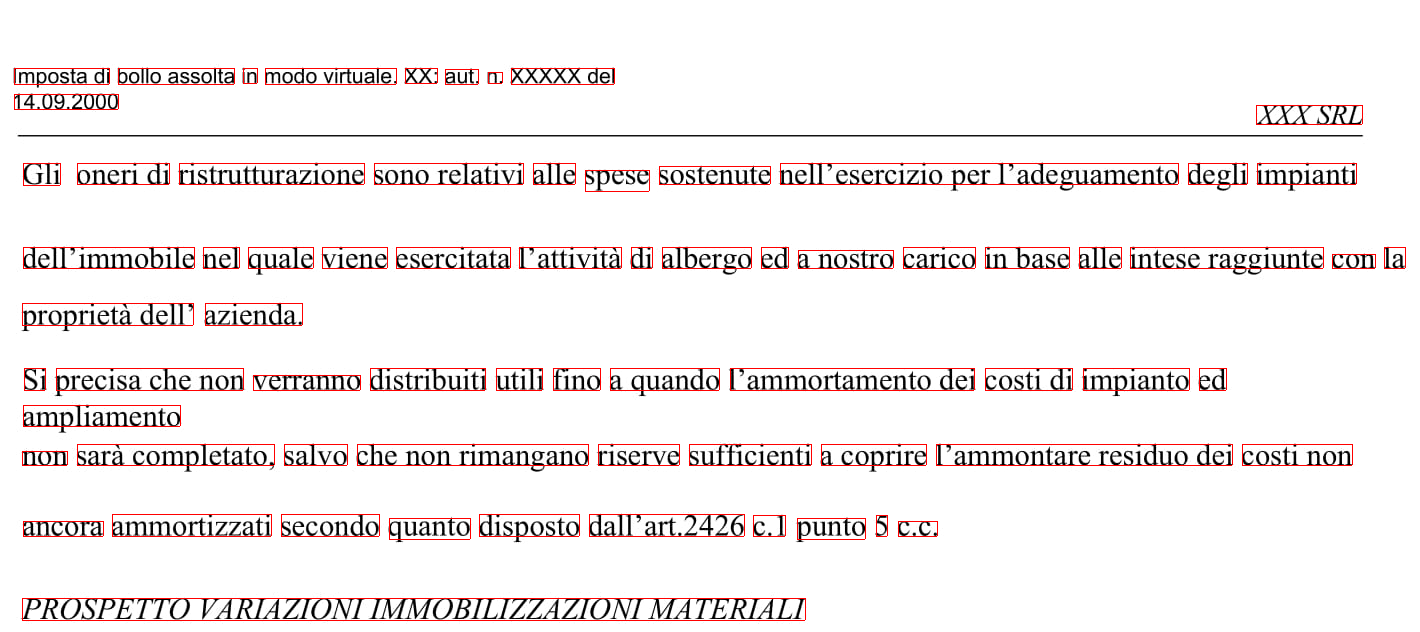 Imposta di bollo assolta in modo virtuale. XX: aut. n. XXXXX del
14.09.2000
XXX SRL
Gli oneri di ristrutturazione sono relativi alle spese sostenute nell’esercizio per l’adeguamento degli impianti
dell’immobile nel quale viene esercitata l’attività di albergo ed a nostro carico in base alle intese raggiunte con la
proprietà dell’ azienda.
Si precisa che non verranno distribuiti utili fino a quando l’ammortamento dei costi di impianto ed
ampliamento
non sarà completato, salvo che non rimangano riserve sufficienti a coprire l’ammontare residuo dei costi non
ancora ammortizzati secondo quanto disposto dall’art.2426 c.1 punto 5 c.c.
PROSPETTO VARIAZIONI IMMOBILIZZAZIONI MATERIALI